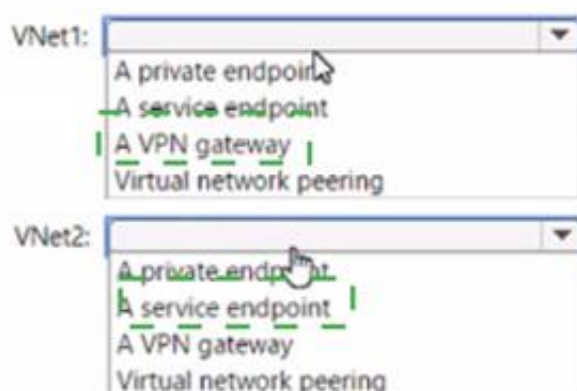 VNet1:
A private endpoint
A service endpoint
A VPN gateway
Virtual network peering
VNet2:
A private endpoint
A service endpoint
A VPN gateway
Virtual network peering